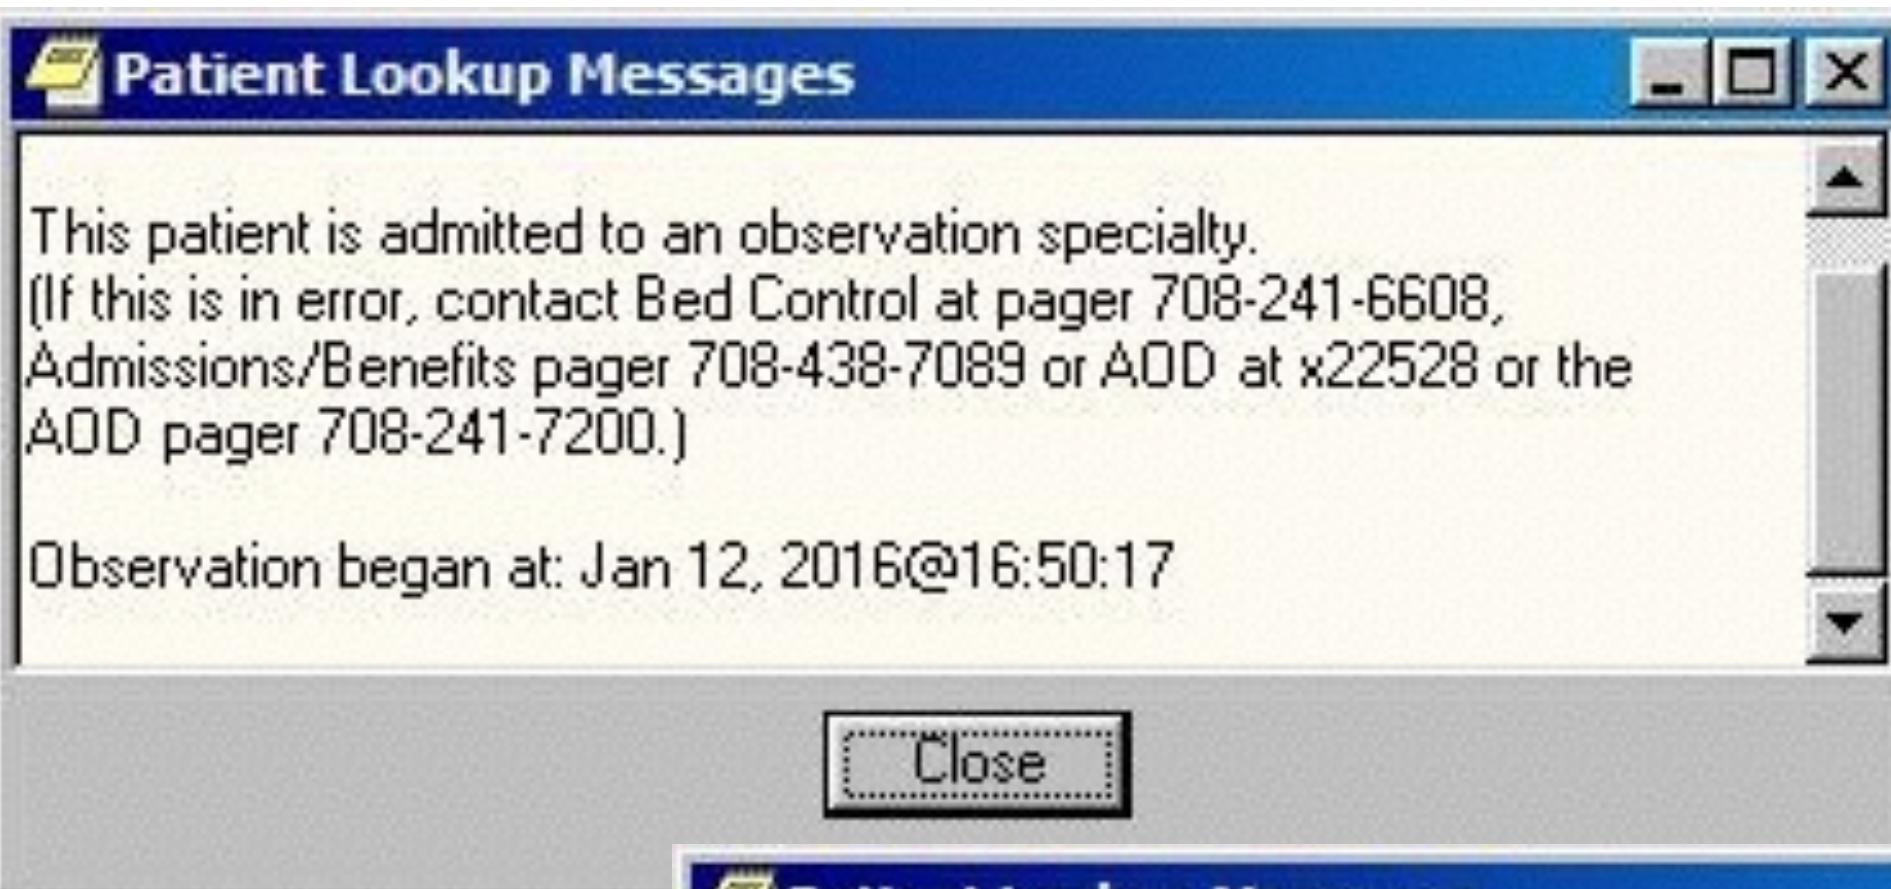 Patient Lookup Messages
This patient is admitted to an observation specialty.
(If this is in error, contact Bed Control at pager 708-241-6608,
Admissions/Benefits pager 708-438-7089 or AOD at x22528 or the
AOD pager 708-241-7200.)
Observation began at: Jan 12, 2016@16:50:17
Close